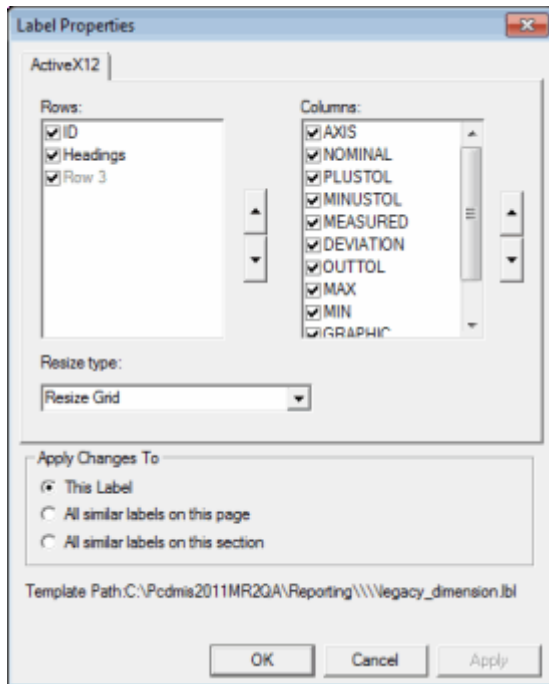 Label Properties
ActiveX12
Rows:
ID
Headings
Row 3
Columns:
AXIS
NOMINAL
PLUSTOL
MINUSTOL
MEASURED
DEVIATION
OUTTOL
MAX
MIN
GRAPHIC
Resize type:
Resize Grid
Apply Changes To
This Label
All similar labels on this page
All similar labels on this section
Template Path:C:\Pcdmis2011MR2QA\Reporting\\\\legacy_dimension.lbl
OK Cancel Apply